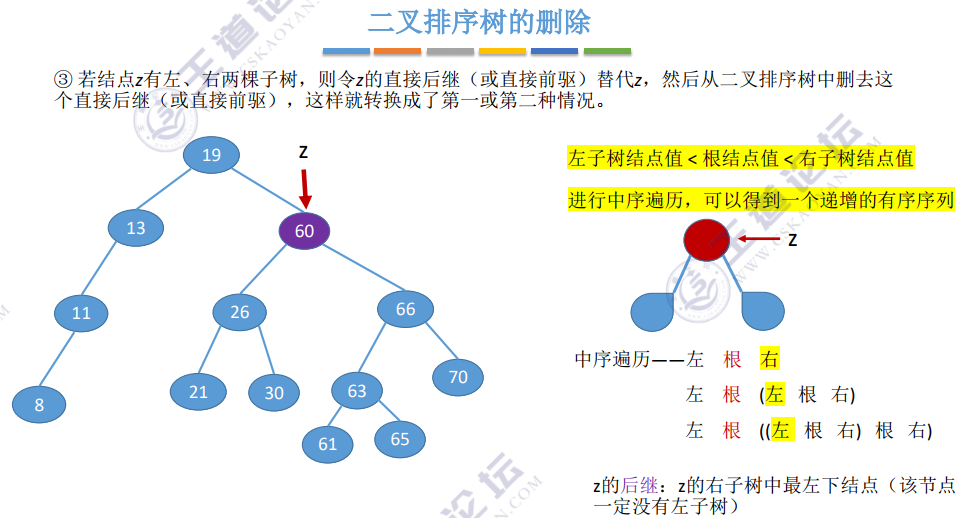 二叉排序树的删除
③ 若结点z有左、右两棵子树，则令z的直接后继（或直接前驱）替代z，然后从二叉排序树中删去这
个直接后继（或直接前驱），这样就转换成了第一或第二种情况。
19
Z
13
60
11
26
66
8
21
30
63
70
61
65
左子树结点值 < 根结点值 < 右子树结点值
进行中序遍历，可以得到一个递增的有序序列
Z
中序遍历——左 根 右
左 根 (左 根 右)
左 根 ((左 根 右) 根 右)
z的后继：z的右子树中最左下结点（该节点
一定没有左子树）
王道论坛
WWW.CSKAOYAN.COM